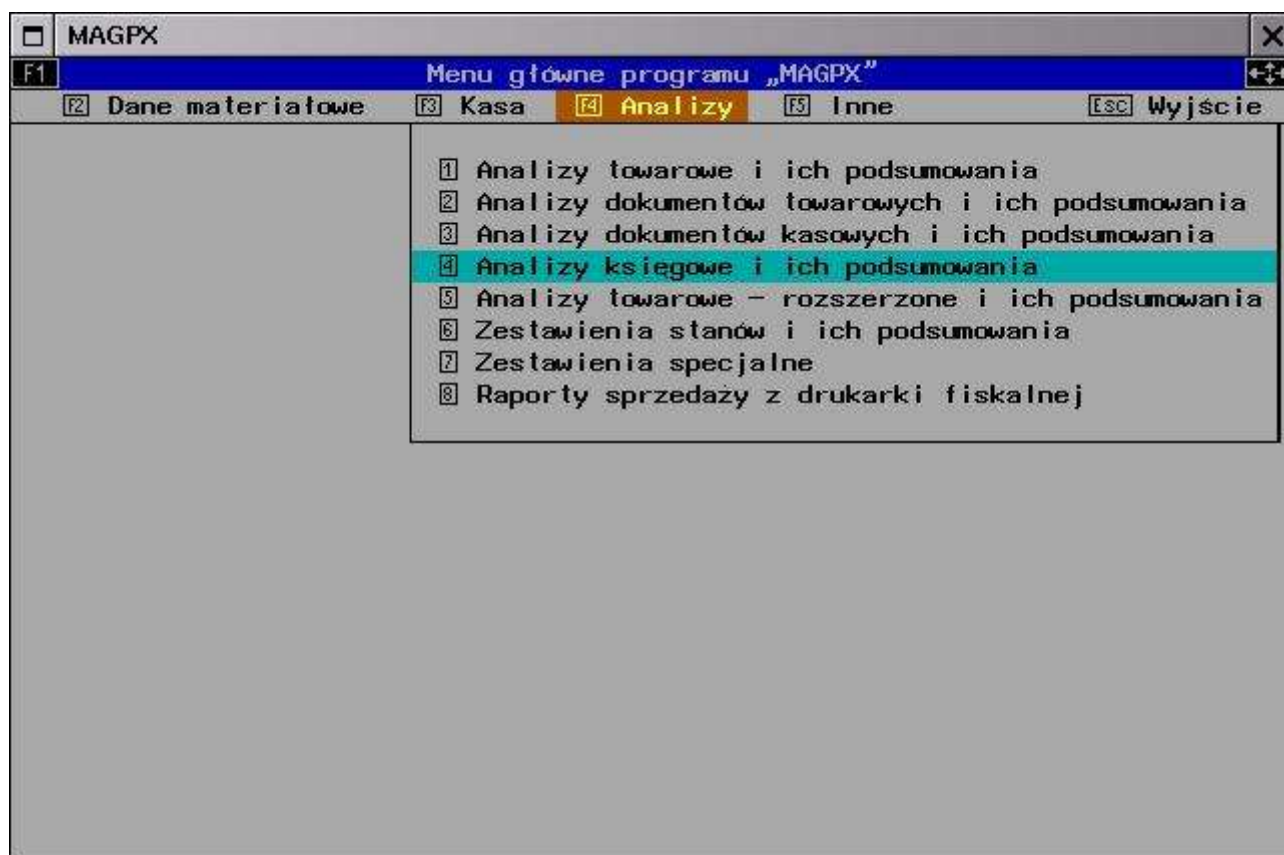 MAGPX
F1 Menu główne programu „MAGPX”
F2 Dane materiałowe F3 Kasa F4 Analizy F5 Inne ESC Wyjście
1 Analizy towarowe i ich podsumowania
2 Analizy dokumentów towarowych i ich podsumowania
3 Analizy dokumentów kasowych i ich podsumowania
4 Analizy księgowe i ich podsumowania
5 Analizy towarowe – rozszerzone i ich podsumowania
6 Zestawienia stanów i ich podsumowania
7 Zestawienia specjalne
8 Raporty sprzedaży z drukarki fiskalnej